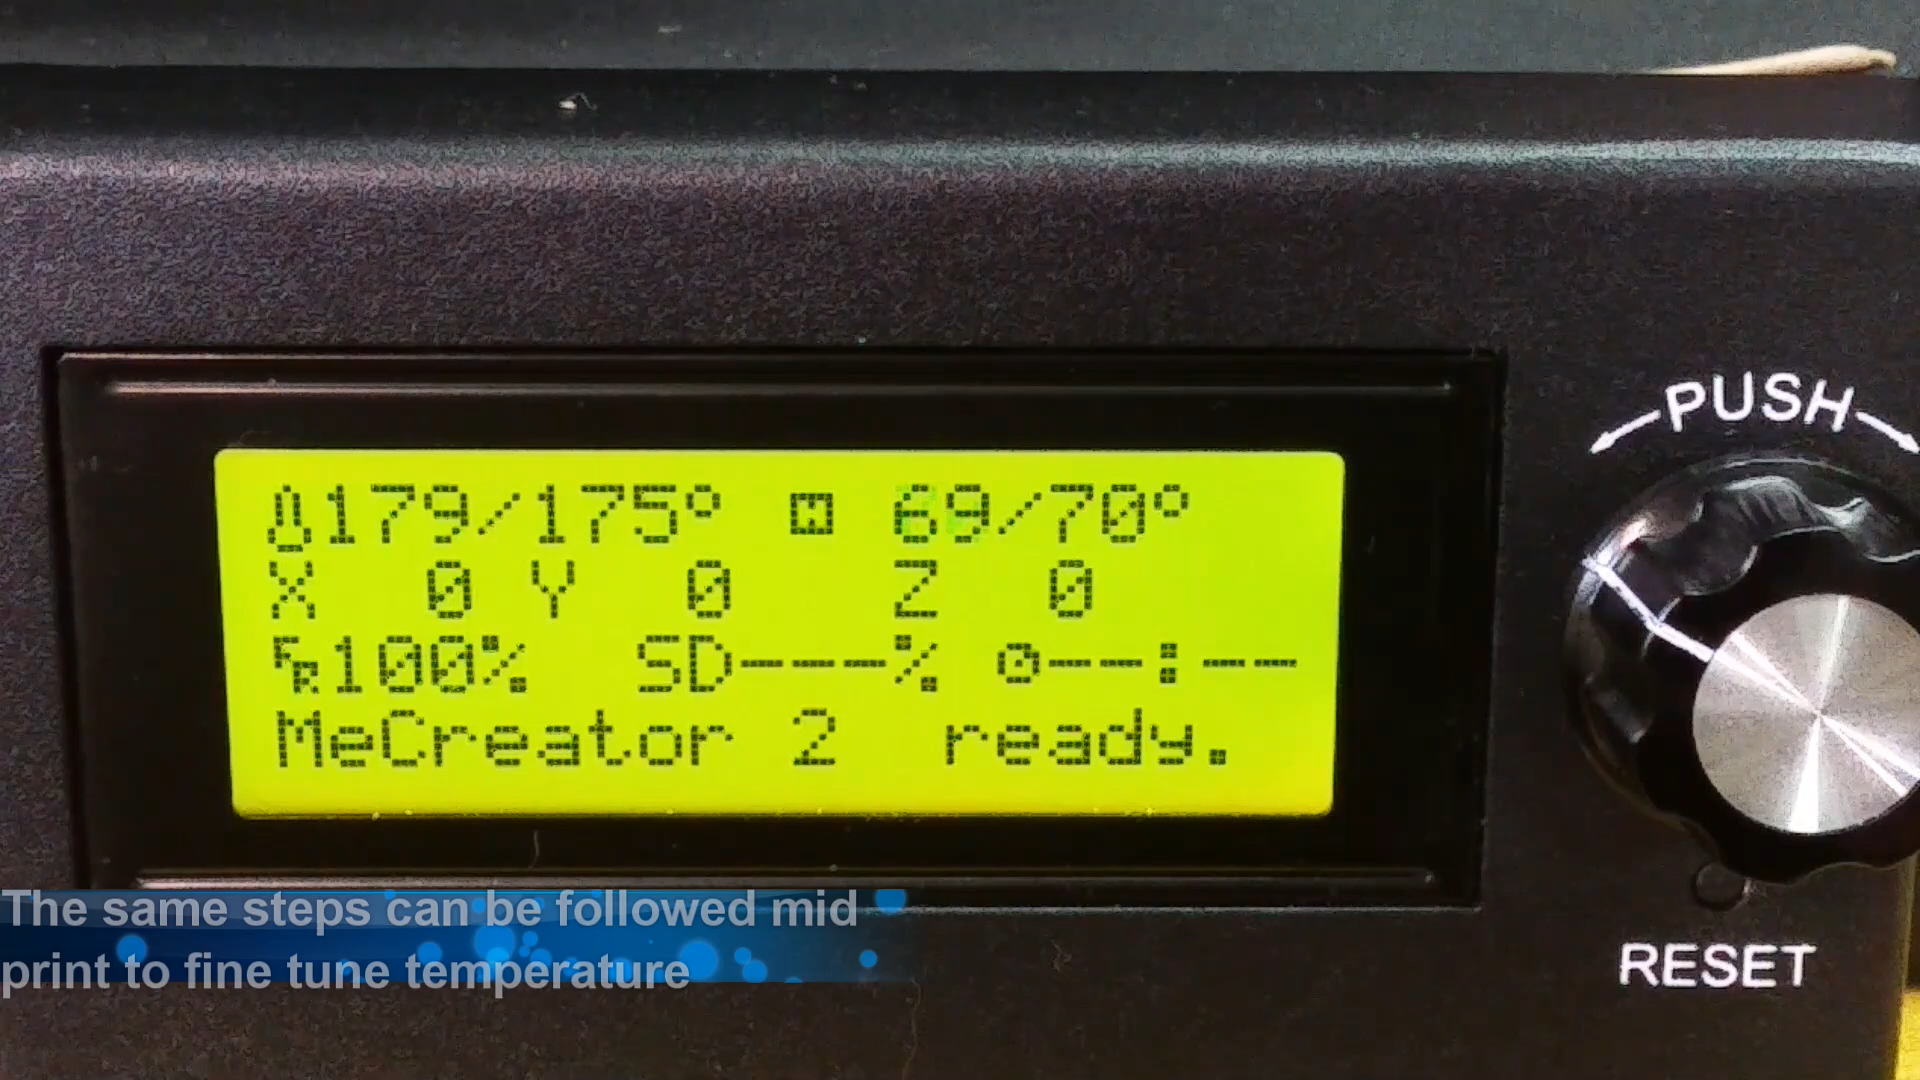 179/175° 69/70°
X 0 Y 0 Z 0
100% SD---% --:--
MeCreator 2 ready.
PUSH
RESET
The same steps can be followed mid
print to fine tune temperature